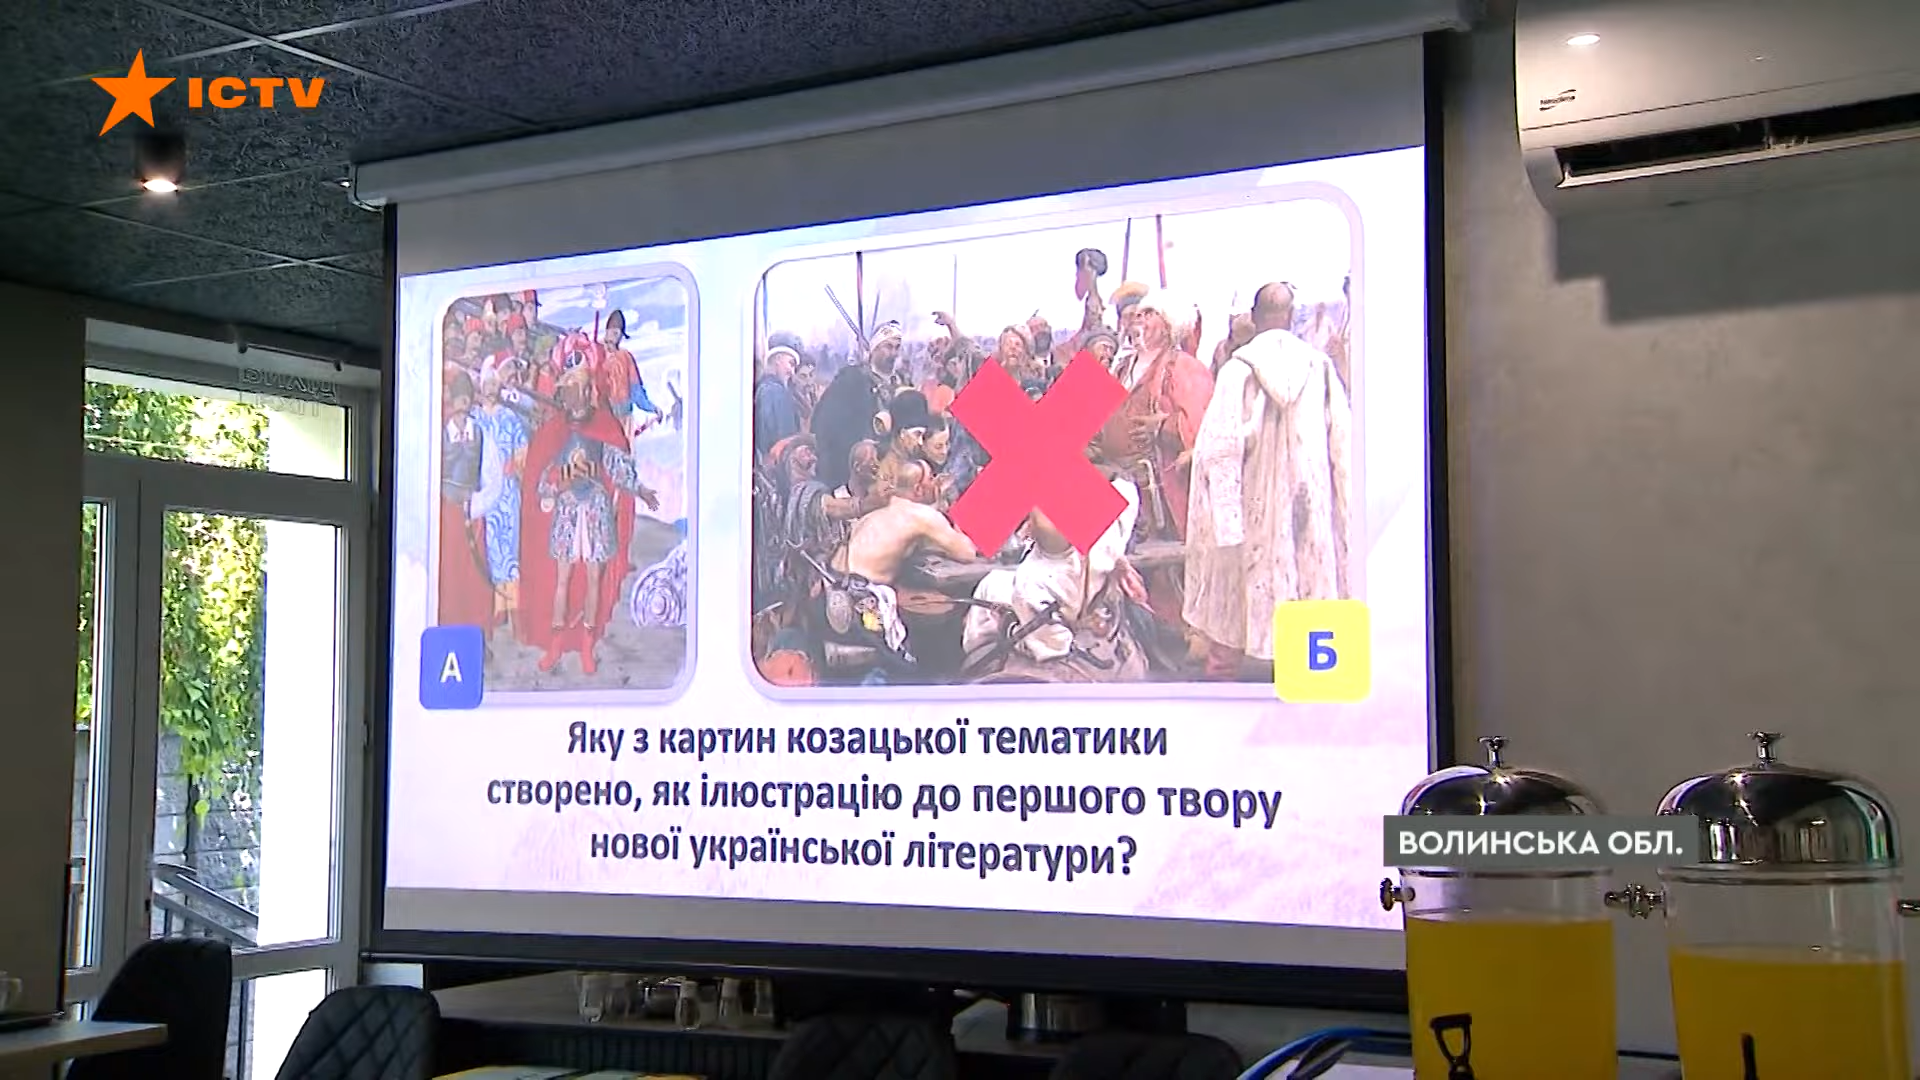 ICTV
А
Б
Яку з картин козацької тематики
створено, як ілюстрацію до першого твору
нової української літератури?
ВОЛИНСЬКА ОБЛ.